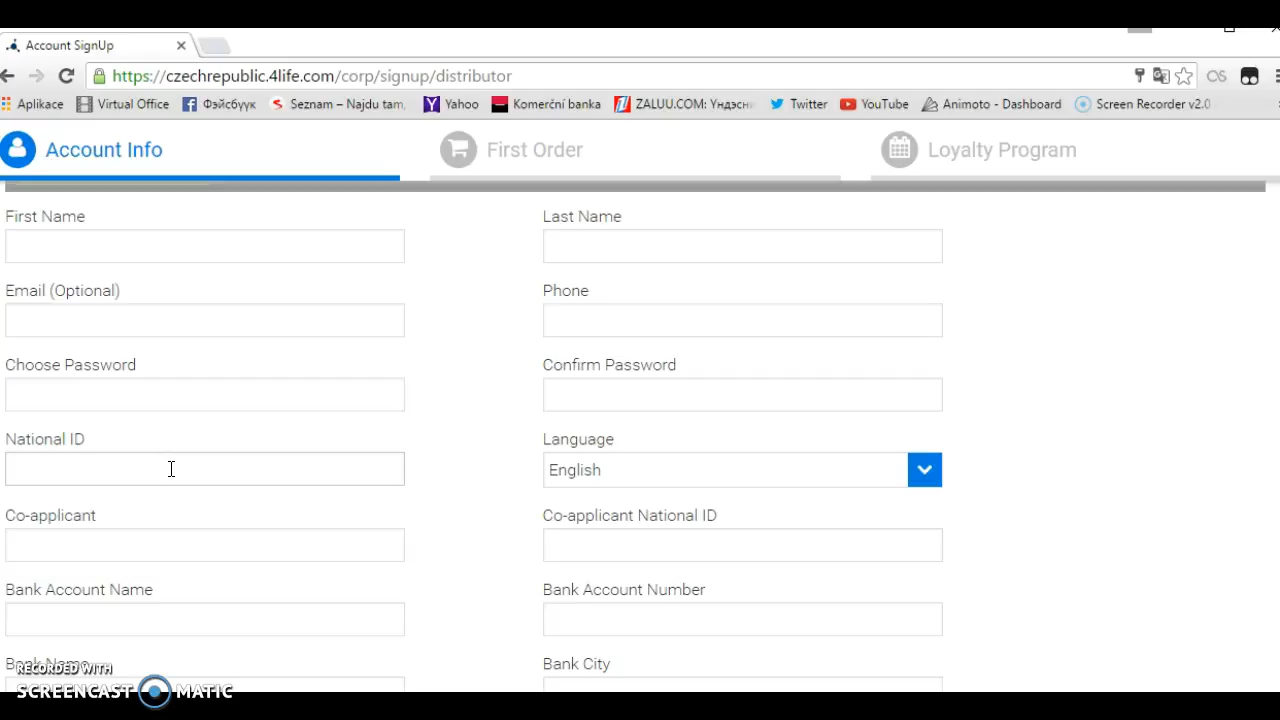 Account SignUp
https://czechrepublic.4life.com/corp/signup/distributor
Aplikace Virtual Office Фэйсбүүк Seznam – Najdu tam, Yahoo Komerční banka ZALUU.COM: Үндэсн Twitter YouTube Animoto - Dashboard Screen Recorder v2.0
Account Info First Order Loyalty Program
First Name Last Name
Email (Optional) Phone
Choose Password Confirm Password
National ID Language
English
Co-applicant Co-applicant National ID
Bank Account Name Bank Account Number
Bank Name Bank City
RECORDED WITH
SCREENCAST MATIC